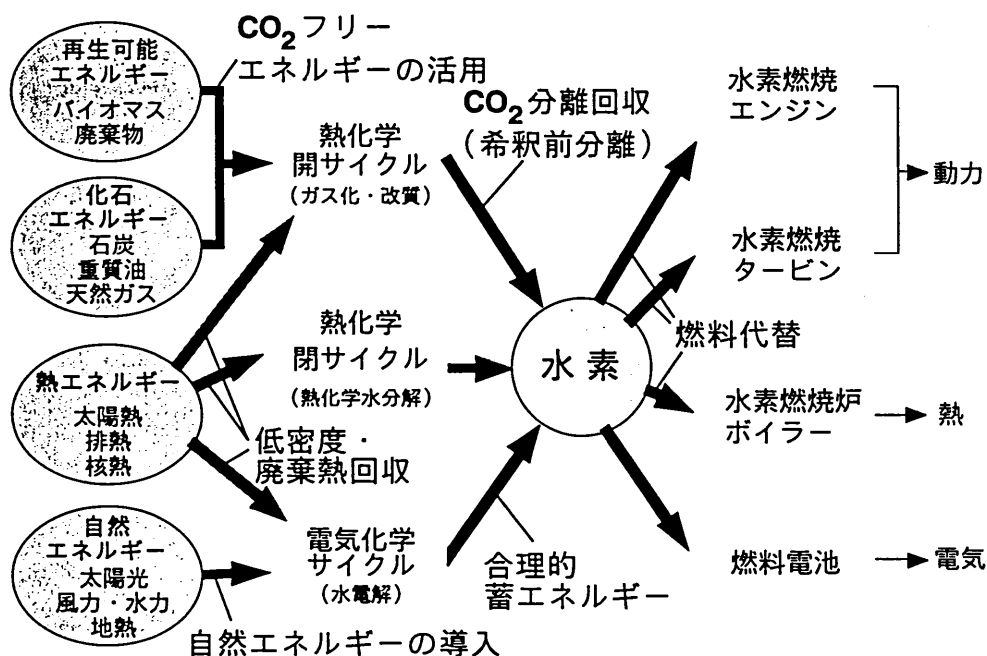 再生可能
エネルギー
バイオマス
廃棄物
化石
エネルギー
石炭
重質油
天然ガス
熱エネルギー
太陽熱
排熱
核熱
自然
エネルギー
太陽光
風力・水力
地熱
CO2フリー
エネルギーの活用
熱化学
開サイクル
(ガス化・改質)
熱化学
閉サイクル
(熱化学水分解)
低密度・
廃棄熱回収
電気化学
サイクル
(水電解)
自然エネルギーの導入
CO2分離回収
(希釈前分離)
水素
合理的
蓄エネルギー
燃料代替
水素燃焼
エンジン
水素燃焼
タービン
動力
水素燃焼炉
ボイラー
熱
燃料電池
電気